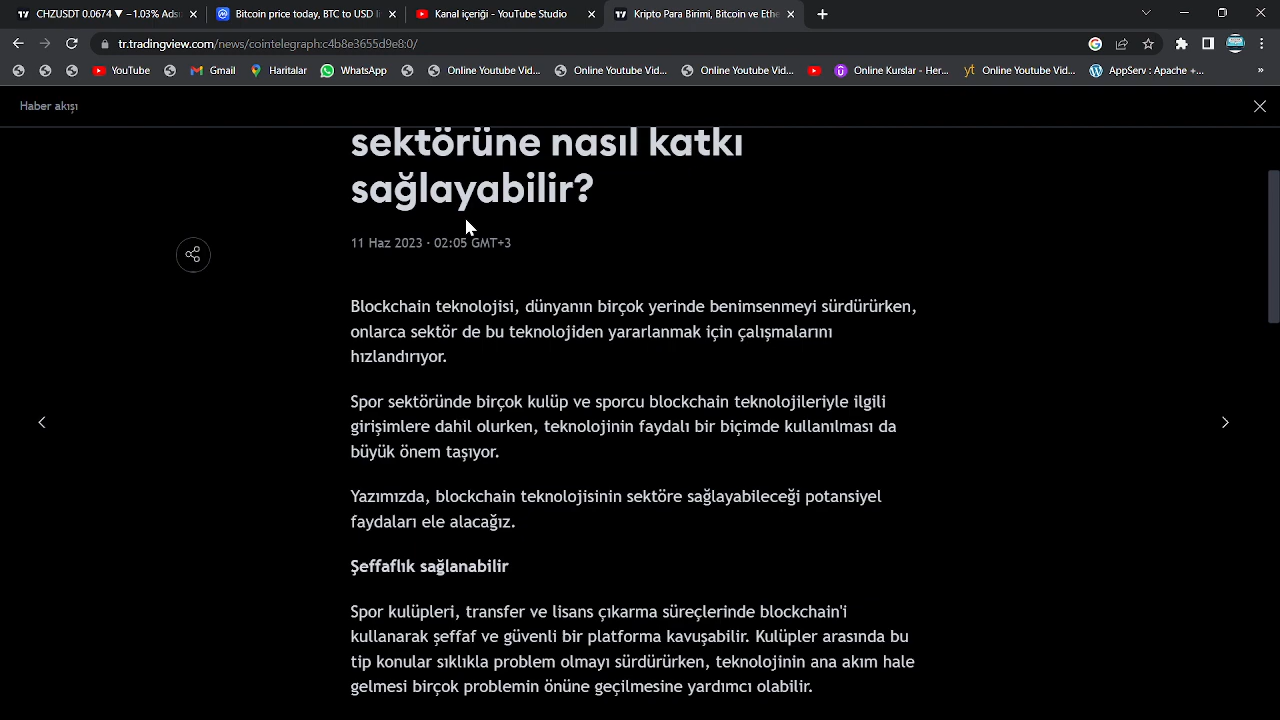 CHZUSDT 0.0674 ▼ −1.03% Adsı
Bitcoin price today, BTC to USD li
Kanal içeriği - YouTube Studio
Kripto Para Birimi, Bitcoin ve Ethe
tr.tradingview.com/news/cointelegraph:c4b8e3655d9e8:0/
YouTube
Gmail
Haritalar
WhatsApp
Online Youtube Vid...
Online Youtube Vid...
Online Youtube Vid...
Online Kurslar - Her...
Online Youtube Vid...
AppServ : Apache +...
Haber akışı
sektörüne nasıl katkı
sağlayabilir?
11 Haz 2023 · 02:05 GMT+3
Blockchain teknolojisi, dünyanın birçok yerinde benimsenmeyi sürdürürken,
onlarca sektör de bu teknolojiden yararlanmak için çalışmalarını
hızlandırıyor.
Spor sektöründe birçok kulüp ve sporcu blockchain teknolojileriyle ilgili
girişimlere dahil olurken, teknolojinin faydalı bir biçimde kullanılması da
büyük önem taşıyor.
Yazımızda, blockchain teknolojisinin sektöre sağlayabileceği potansiyel
faydaları ele alacağız.
Şeffaflık sağlanabilir
Spor kulüpleri, transfer ve lisans çıkarma süreçlerinde blockchain'i
kullanarak şeffaf ve güvenli bir platforma kavuşabilir. Kulüpler arasında bu
tip konular sıklıkla problem olmayı sürdürürken, teknolojinin ana akım hale
gelmesi birçok problemin önüne geçilmesine yardımcı olabilir.